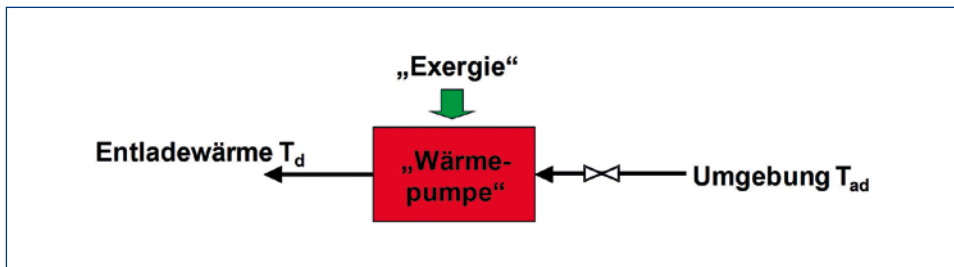 „Exergie“
Entladewärme Td
„Wärme-
pumpe“
Umgebung Tad